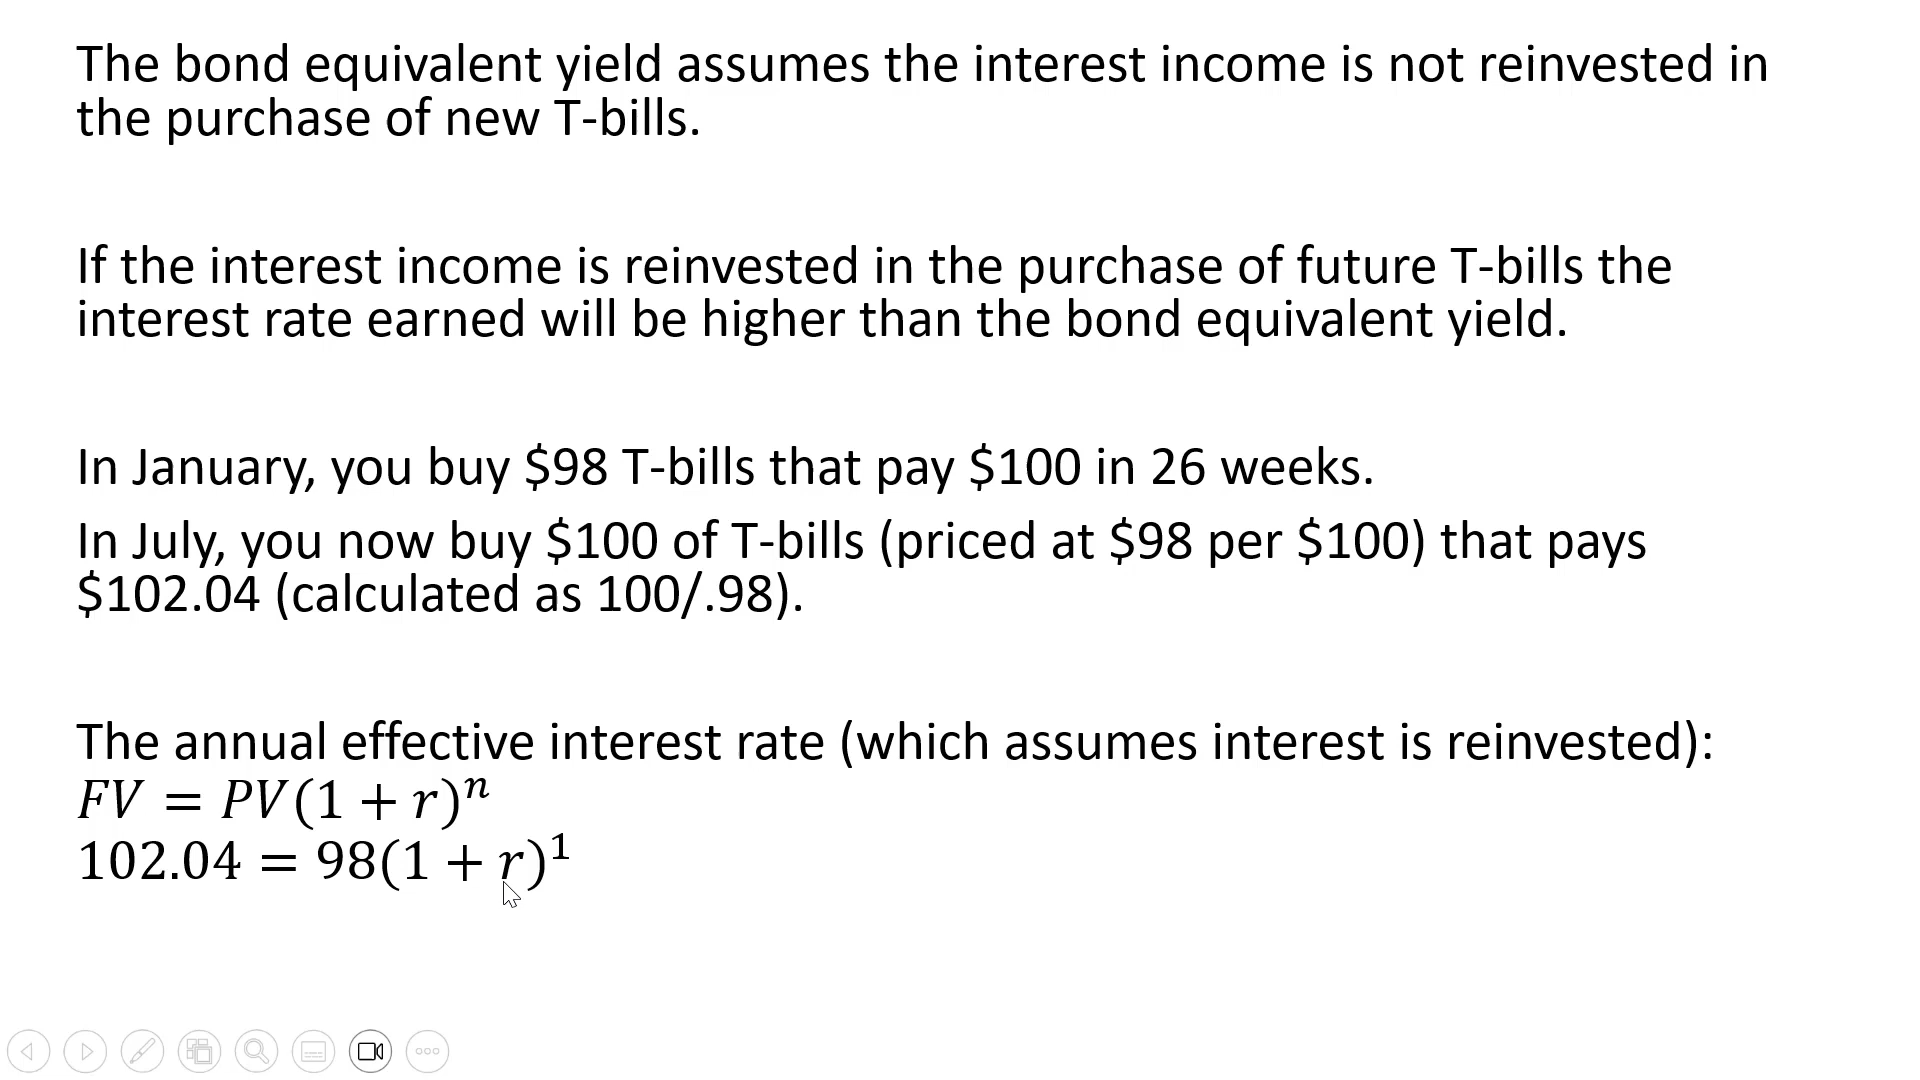 The bond equivalent yield assumes the interest income is not reinvested in
the purchase of new T-bills.
If the interest income is reinvested in the purchase of future T-bills the
interest rate earned will be higher than the bond equivalent yield.
In January, you buy $98 T-bills that pay $100 in 26 weeks.
In July, you now buy $100 of T-bills (priced at $98 per $100) that pays
$102.04 (calculated as 100/.98).
The annual effective interest rate (which assumes interest is reinvested):
𝐹𝑉 = 𝑃𝑉(1 + 𝑟)ⁿ
102.04 = 98(1 + 𝑟)¹